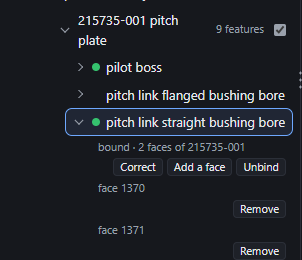 215735-001 pitch
plate
9 features
pilot boss
pitch link flanged bushing bore
pitch link straight bushing bore
bound · 2 faces of 215735-001
Correct Add a face Unbind
face 1370
Remove
face 1371
Remove